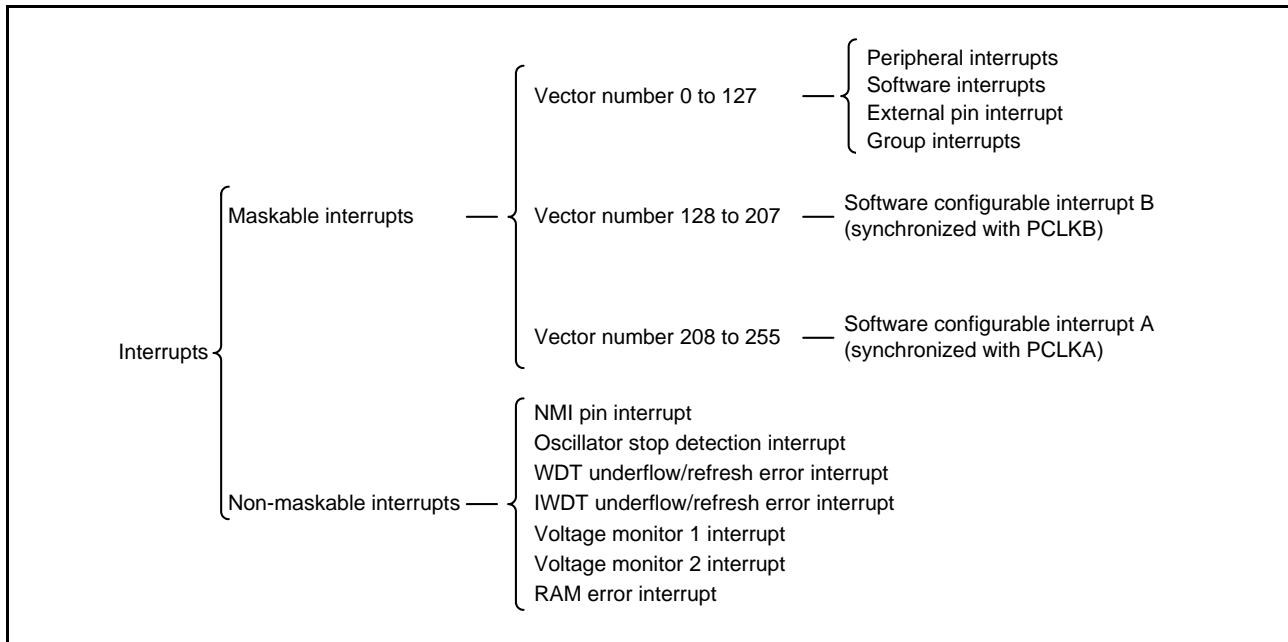 Interrupts
Maskable interrupts
Vector number 0 to 127
Peripheral interrupts
Software interrupts
External pin interrupt
Group interrupts
Vector number 128 to 207
Software configurable interrupt B
(synchronized with PCLKB)
Vector number 208 to 255
Software configurable interrupt A
(synchronized with PCLKA)
Non-maskable interrupts
NMI pin interrupt
Oscillator stop detection interrupt
WDT underflow/refresh error interrupt
IWDT underflow/refresh error interrupt
Voltage monitor 1 interrupt
Voltage monitor 2 interrupt
RAM error interrupt